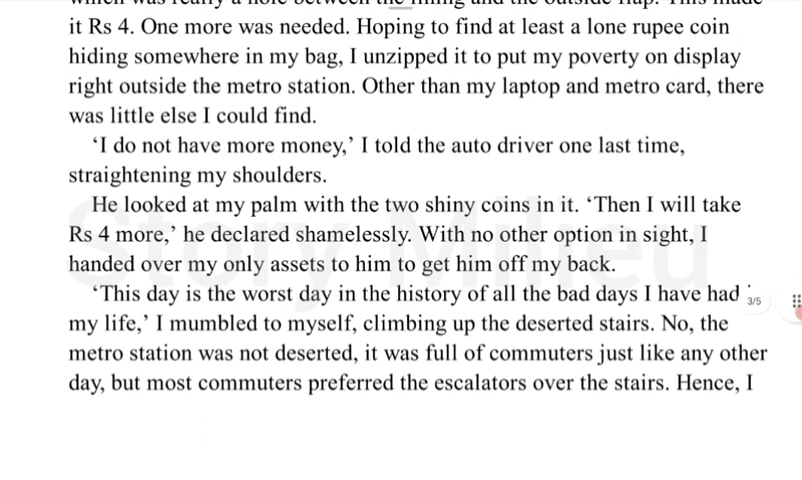 it Rs 4. One more was needed. Hoping to find at least a lone rupee coin
hiding somewhere in my bag, I unzipped it to put my poverty on display
right outside the metro station. Other than my laptop and metro card, there
was little else I could find.
‘I do not have more money,’ I told the auto driver one last time,
straightening my shoulders.
He looked at my palm with the two shiny coins in it. ‘Then I will take
Rs 4 more,’ he declared shamelessly. With no other option in sight, I
handed over my only assets to him to get him off my back.
‘This day is the worst day in the history of all the bad days I have had
3/5
my life,’ I mumbled to myself, climbing up the deserted stairs. No, the
metro station was not deserted, it was full of commuters just like any other
day, but most commuters preferred the escalators over the stairs. Hence, I